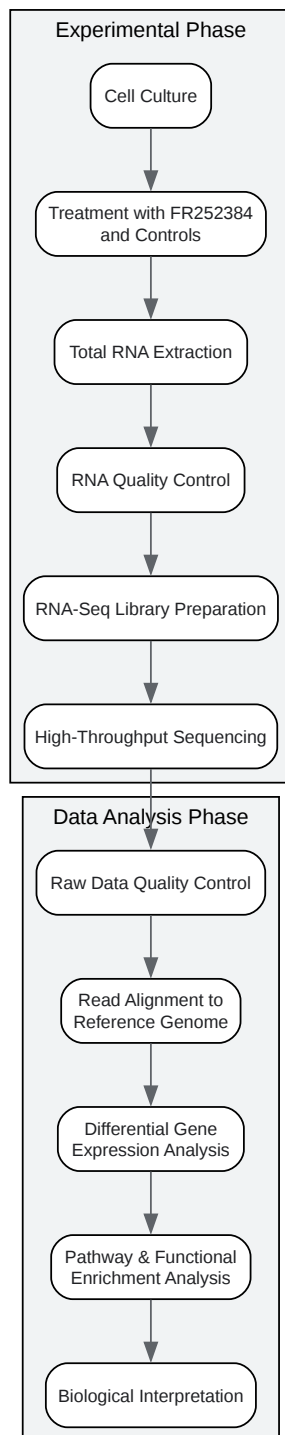 Experimental Phase
Cell Culture
Treatment with FR252384
and Controls
Total RNA Extraction
RNA Quality Control
RNA-Seq Library Preparation
High-Throughput Sequencing
Data Analysis Phase
Raw Data Quality Control
Read Alignment to
Reference Genome
Differential Gene
Expression Analysis
Pathway & Functional
Enrichment Analysis
Biological Interpretation